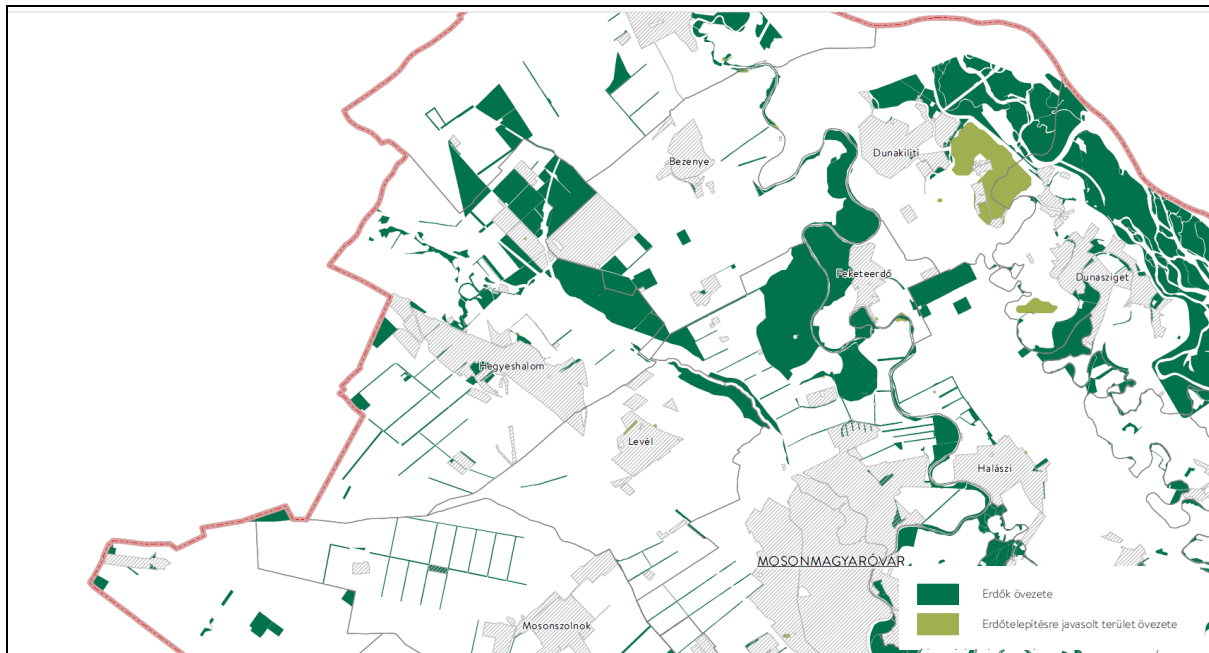 Bezenye
Dunakiliti
Feketeerdő
Dunasziget
Hegyeshalom
Levél
Halászi
MOSONMAGYARÓVÁR
Mosonszolnok
Erdők övezete
Erdőtelepítésre javasolt terület övezete